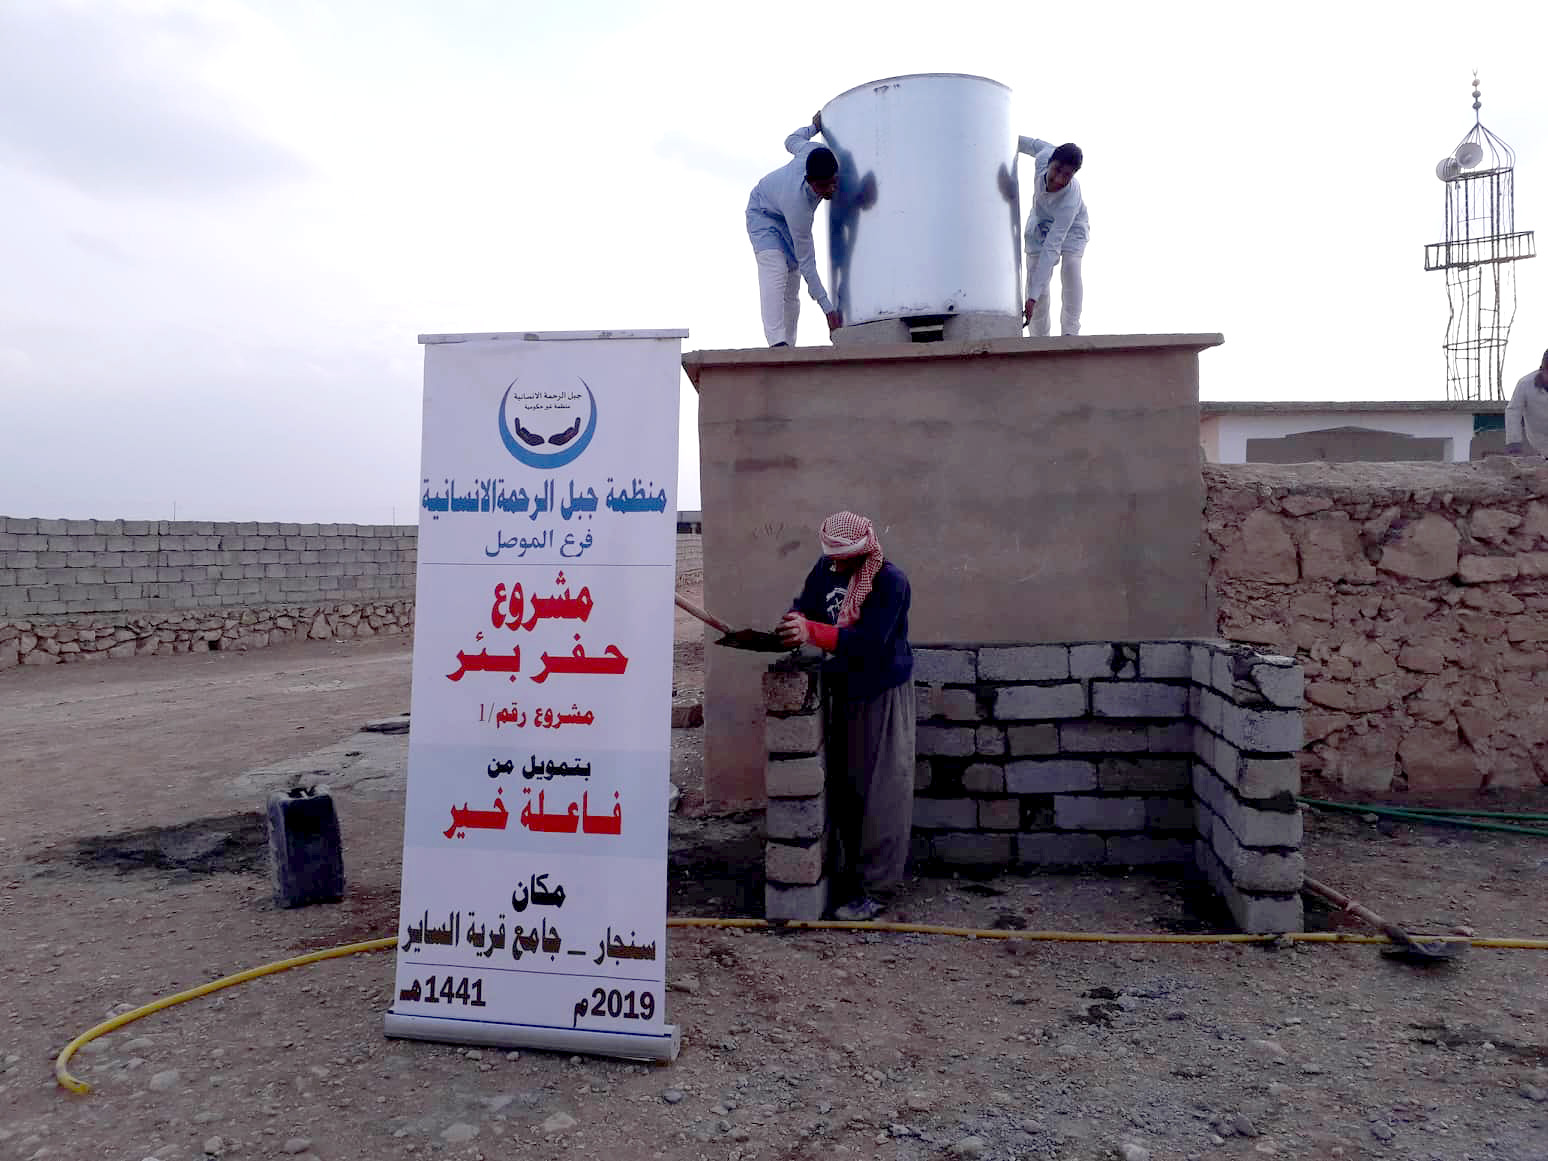 جبل الرحمة الانسانية
منظمة غير حكومية
منظمة جبل الرحمةالانسانية
فرع الموصل
مشروع
حفر بئر
مشروع رقم/1
بتمويل من
فاعلة خير
مكان
سنجار _ جامع قرية الساير
2019م 1441هـ